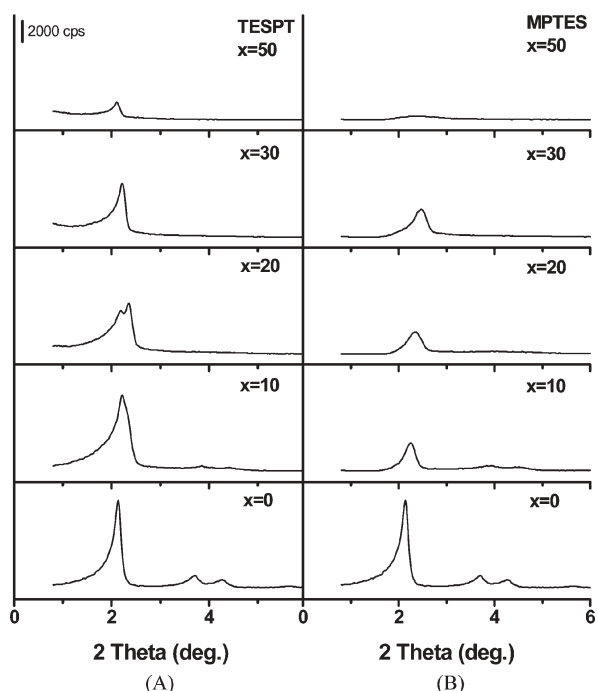 2000 cps
TESPT
x=50
MPTES
x=50
x=30
x=30
x=20
x=20
x=10
x=10
x=0
x=0
0 2 4 0 2 4 6
2 Theta (deg.)
2 Theta (deg.)
(A)
(B)